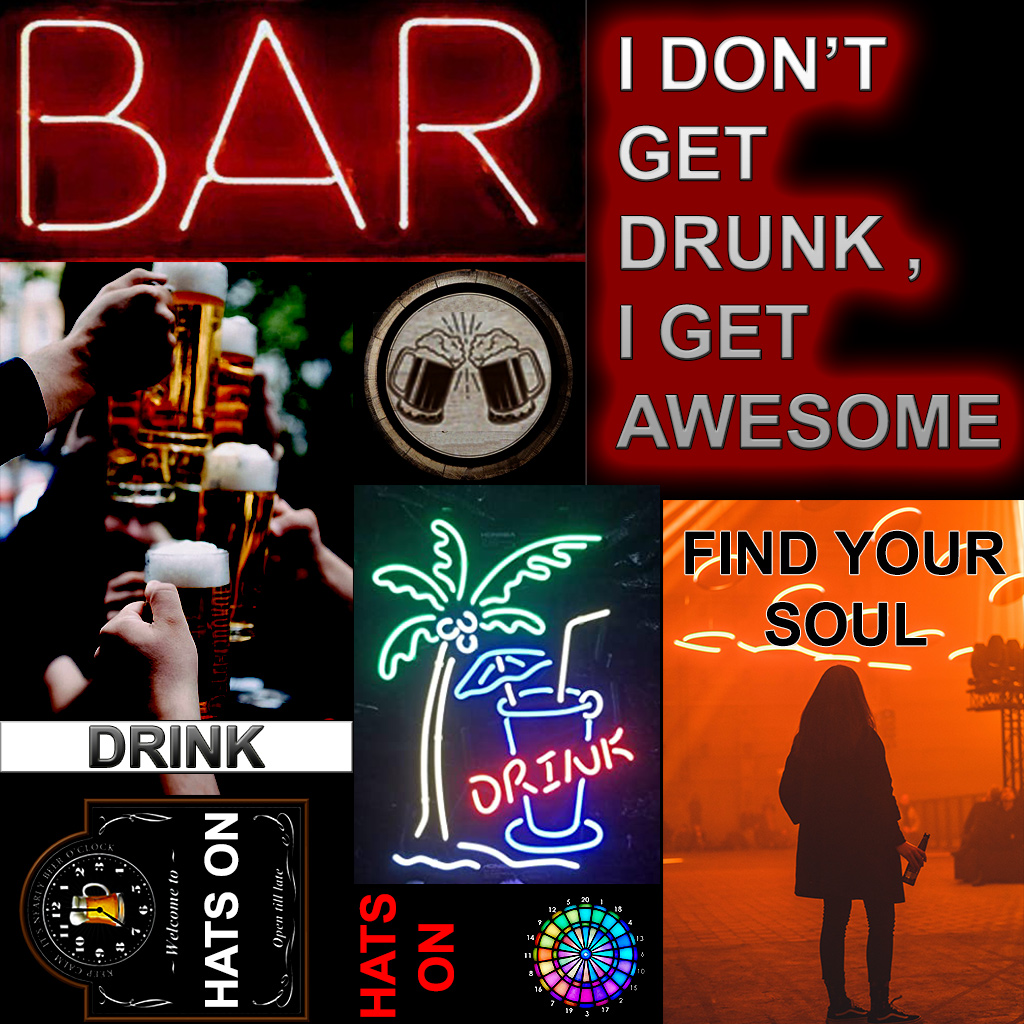 BAR
I DON'T
GET
DRUNK ,
I GET
AWESOME
DRINK
DRINK
FIND YOUR
SOUL
KEEP CALM IT'S NEARLY BEER O'CLOCK
12
1
2
3
4
5
6
7
8
9
10
11
~ Welcome to ~
HATS ON
Open till late
HATS
ON
20
1
18
4
13
6
10
15
2
17
3
19
7
16
8
11
14
9
12
5